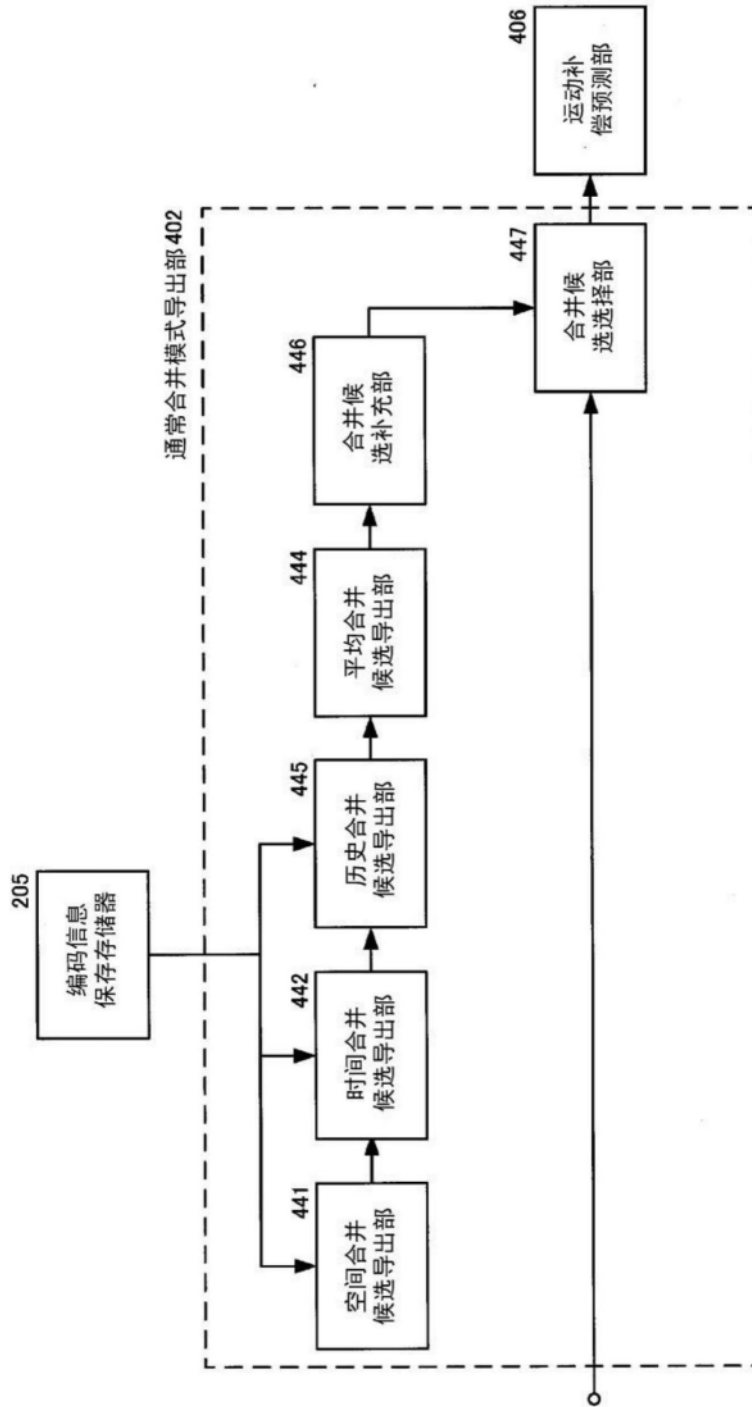 205
编码信息
保存存储器
通常合并模式导出部402
441
空间合并
候选导出部
442
时间合并
候选导出部
445
历史合并
候选导出部
444
平均合并
候选导出部
446
合并候
选补充部
447
合并候
选选择部
406
运动补
偿预测部